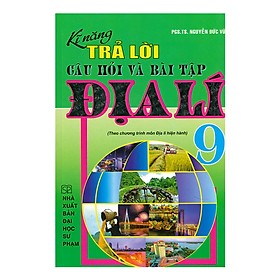 PGS.TS. NGUYỄN ĐỨC VŨ
Kĩ năng
TRẢ LỜI
CÂU HỎI VÀ BÀI TẬP
ĐỊA LÍ
(Theo chương trình môn Địa lí hiện hành)
9
NHÀ
XUẤT
BẢN
ĐẠI
HỌC
SƯ
PHẠM